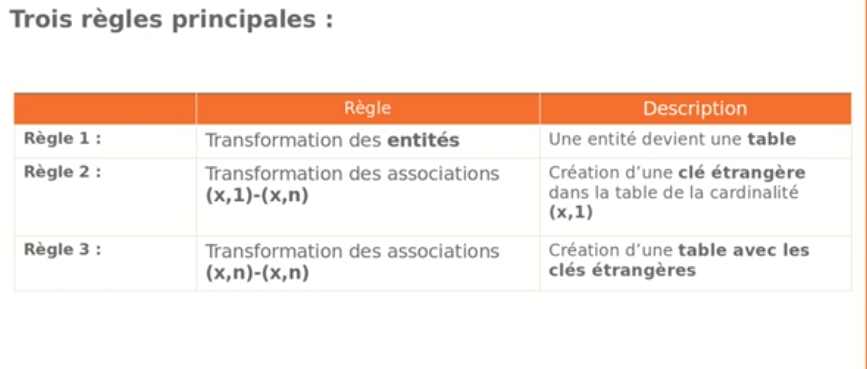 Trois règles principales :
Règle
Description
Règle 1 :
Transformation des entités
Une entité devient une table
Règle 2 :
Transformation des associations
(x,1)-(x,n)
Création d’une clé étrangère
dans la table de la cardinalité
(x,1)
Règle 3 :
Transformation des associations
(x,n)-(x,n)
Création d’une table avec les
clés étrangères